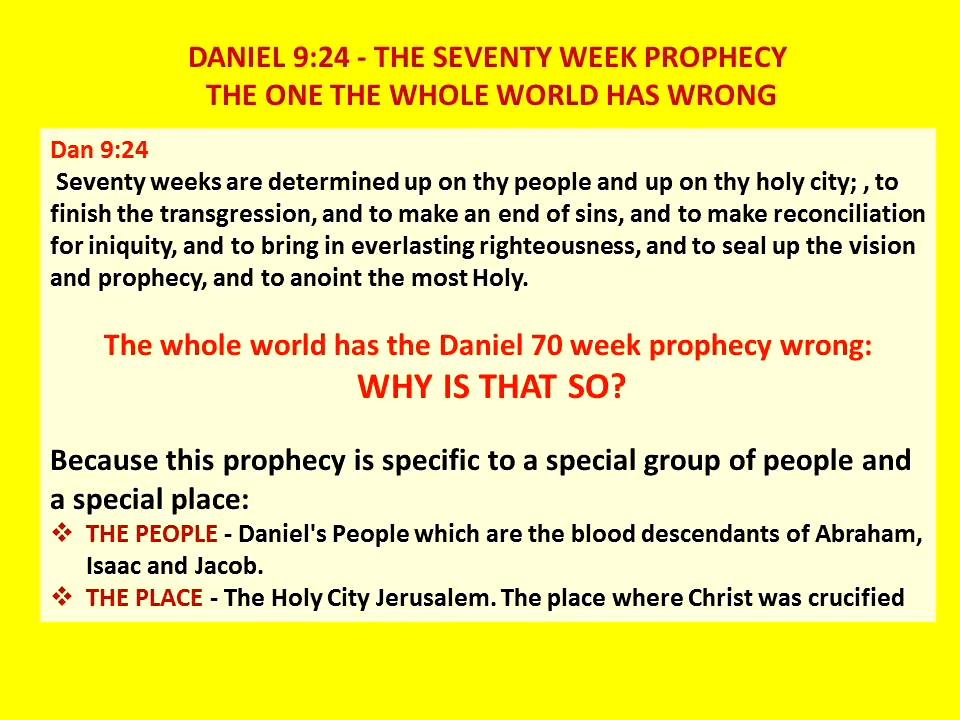 DANIEL 9:24 - THE SEVENTY WEEK PROPHECY
THE ONE THE WHOLE WORLD HAS WRONG
Dan 9:24
Seventy weeks are determined up on thy people and up on thy holy city; , to
finish the transgression, and to make an end of sins, and to make reconciliation
for iniquity, and to bring in everlasting righteousness, and to seal up the vision
and prophecy, and to anoint the most Holy.
The whole world has the Daniel 70 week prophecy wrong:
WHY IS THAT SO?
Because this prophecy is specific to a special group of people and
a special place:
❖ THE PEOPLE - Daniel's People which are the blood descendants of Abraham,
Isaac and Jacob.
❖ THE PLACE - The Holy City Jerusalem. The place where Christ was crucified